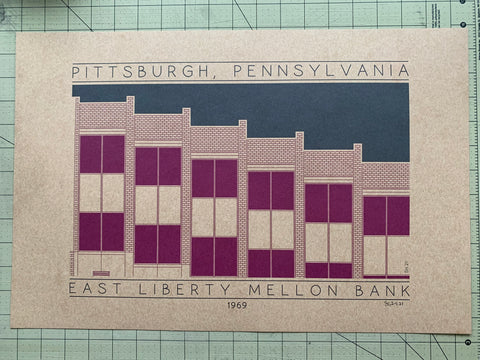 PITTSBURGH, PENNSYLVANIA
EAST LIBERTY MELLON BANK
1969